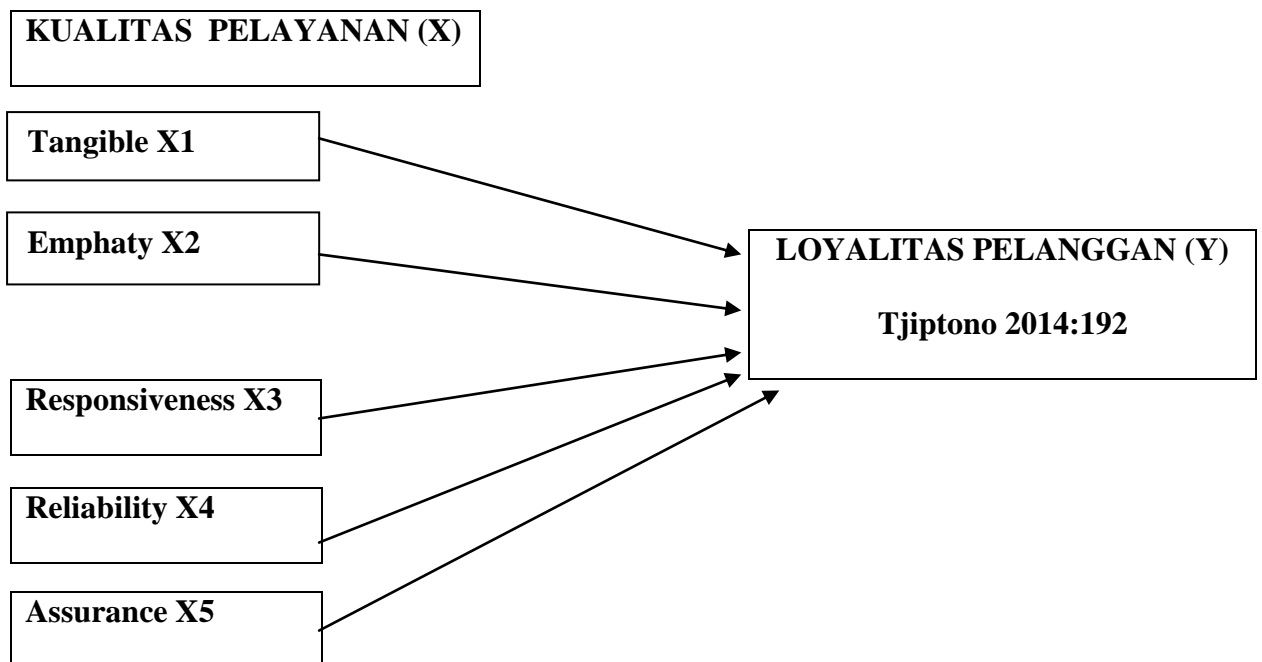 KUALITAS PELAYANAN (X)
Tangible X1
Emphaty X2
LOYALITAS PELANGGAN (Y)
Tjiptono 2014:192
Responsiveness X3
Reliability X4
Assurance X5